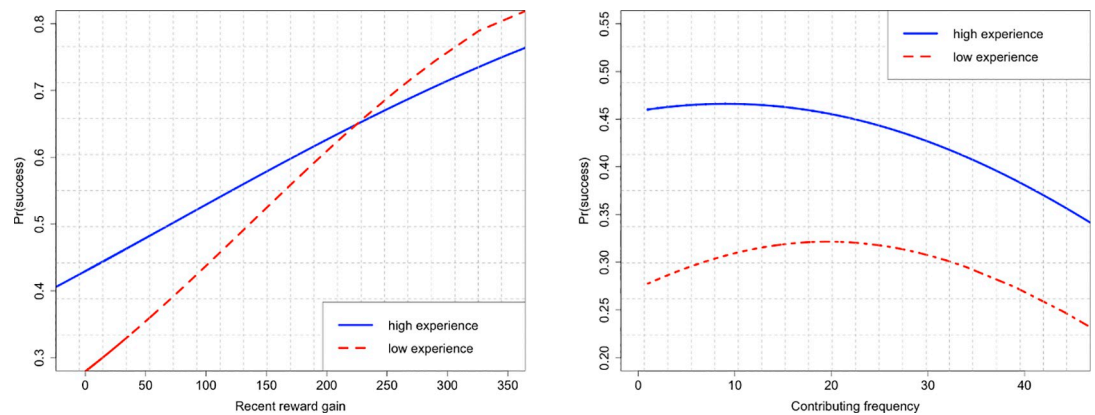 0.8
0.7
0.6
0.5
0.4
0.3
Pr(success)
high experience
low experience
0 50 100 150 200 250 300 350
Recent reward gain
0.55
0.50
0.45
0.40
0.35
0.30
0.25
0.20
Pr(success)
high experience
low experience
0 10 20 30 40
Contributing frequency